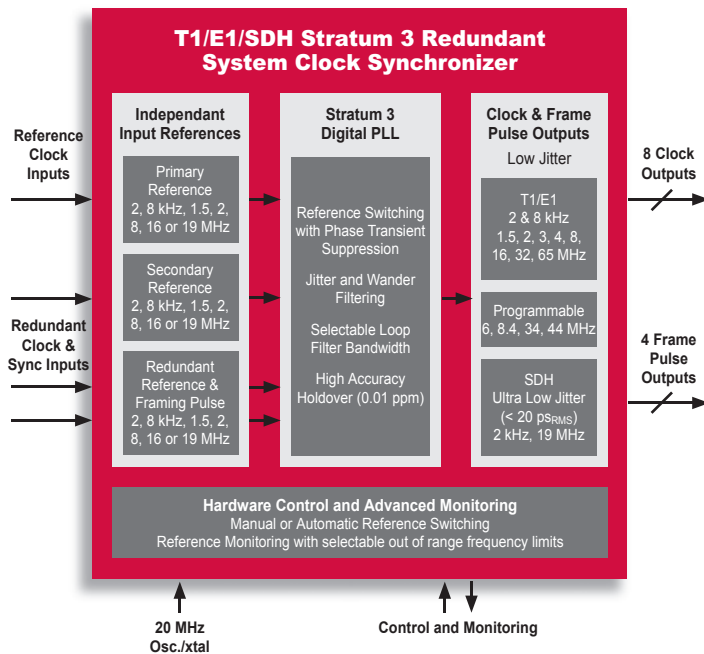 T1/E1/SDH Stratum 3 Redundant
System Clock Synchronizer
Reference
Clock
Inputs
Redundant
Clock &
Sync Inputs
Independant
Input References
Primary
Reference
2, 8 kHz, 1.5, 2,
8, 16 or 19 MHz
Secondary
Reference
2, 8 kHz, 1.5, 2,
8, 16 or 19 MHz
Redundant
Reference &
Framing Pulse
2, 8 kHz, 1.5, 2,
8, 16 or 19 MHz
Stratum 3
Digital PLL
Reference Switching
with Phase Transient
Suppression
Jitter and Wander
Filtering
Selectable Loop
Filter Bandwidth
High Accuracy
Holdover (0.01 ppm)
Clock & Frame
Pulse Outputs
Low Jitter
T1/E1
2 & 8 kHz
1.5, 2, 3, 4, 8,
16, 32, 65 MHz
Programmable
6, 8.4, 34, 44 MHz
SDH
Ultra Low Jitter
(< 20 psRMS)
2 kHz, 19 MHz
8 Clock
Outputs
4 Frame
Pulse
Outputs
Hardware Control and Advanced Monitoring
Manual or Automatic Reference Switching
Reference Monitoring with selectable out of range frequency limits
20 MHz
Osc./xtal
Control and Monitoring